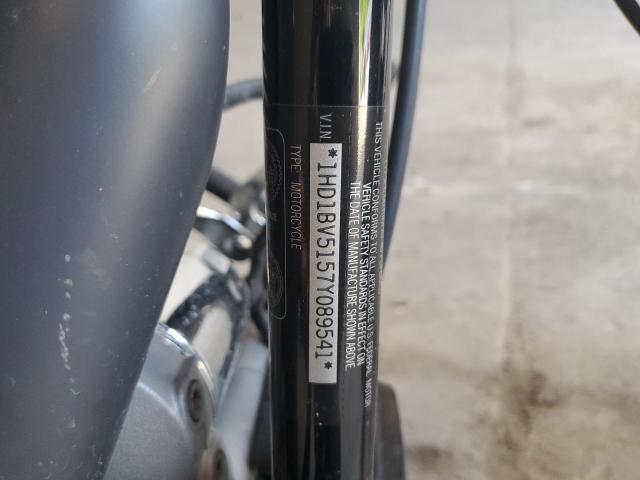 THIS VEHICLE CONFORMS TO ALL APPLICABLE U.S. FEDERAL MOTOR
VEHICLE SAFETY STANDARDS IN EFFECT ON
THE DATE OF MANUFACTURE SHOWN ABOVE
V.I.N. *1HD1BV5157Y089541*
TYPE MOTORCYCLE